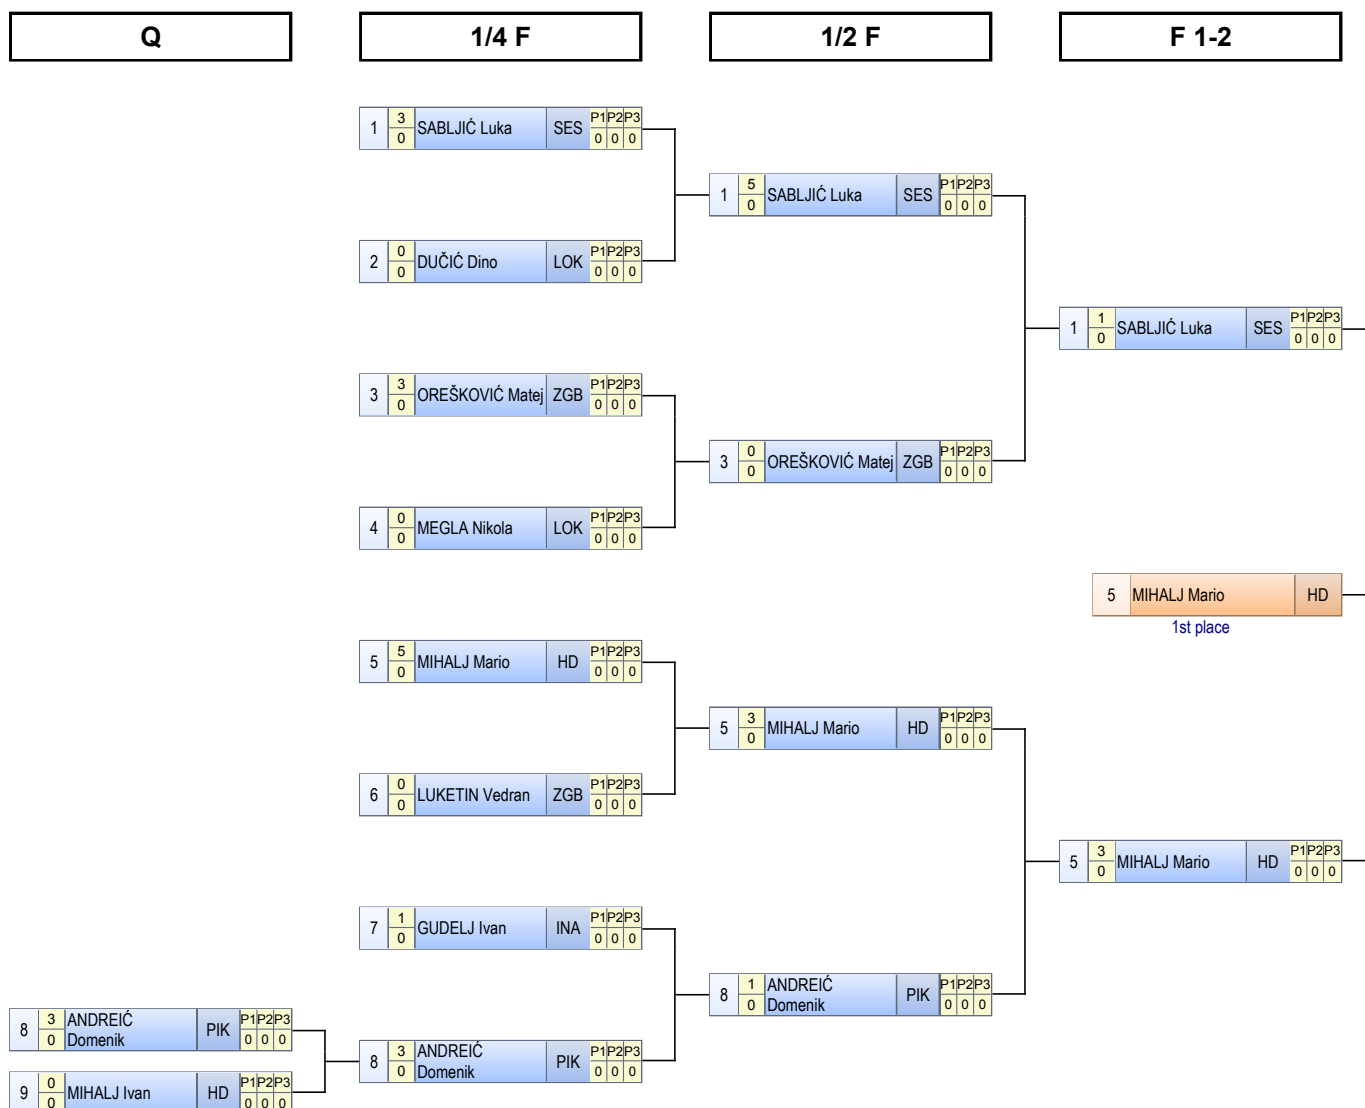 Q 1/4 F 1/2 F F 1-2
1 3 0 SABLJIĆ Luka SES P1 P2 P3 0 0 0
1 5 0 SABLJIĆ Luka SES P1 P2 P3 0 0 0
2 0 0 DUČIĆ Dino LOK P1 P2 P3 0 0 0
1 1 0 SABLJIĆ Luka SES P1 P2 P3 0 0 0
3 3 0 OREŠKOVIĆ Matej ZGB P1 P2 P3 0 0 0
3 0 0 OREŠKOVIĆ Matej ZGB P1 P2 P3 0 0 0
4 0 0 MEGLA Nikola LOK P1 P2 P3 0 0 0
5 MIHALJ Mario HD
1st place
5 5 0 MIHALJ Mario HD P1 P2 P3 0 0 0
5 3 0 MIHALJ Mario HD P1 P2 P3 0 0 0
6 0 0 LUKETIN Vedran ZGB P1 P2 P3 0 0 0
5 3 0 MIHALJ Mario HD P1 P2 P3 0 0 0
7 1 0 GUDELJ Ivan INA P1 P2 P3 0 0 0
8 1 0 ANDREIĆ Domenik PIK P1 P2 P3 0 0 0
8 3 0 ANDREIĆ Domenik PIK P1 P2 P3 0 0 0
8 3 0 ANDREIĆ Domenik PIK P1 P2 P3 0 0 0
9 0 0 MIHALJ Ivan HD P1 P2 P3 0 0 0